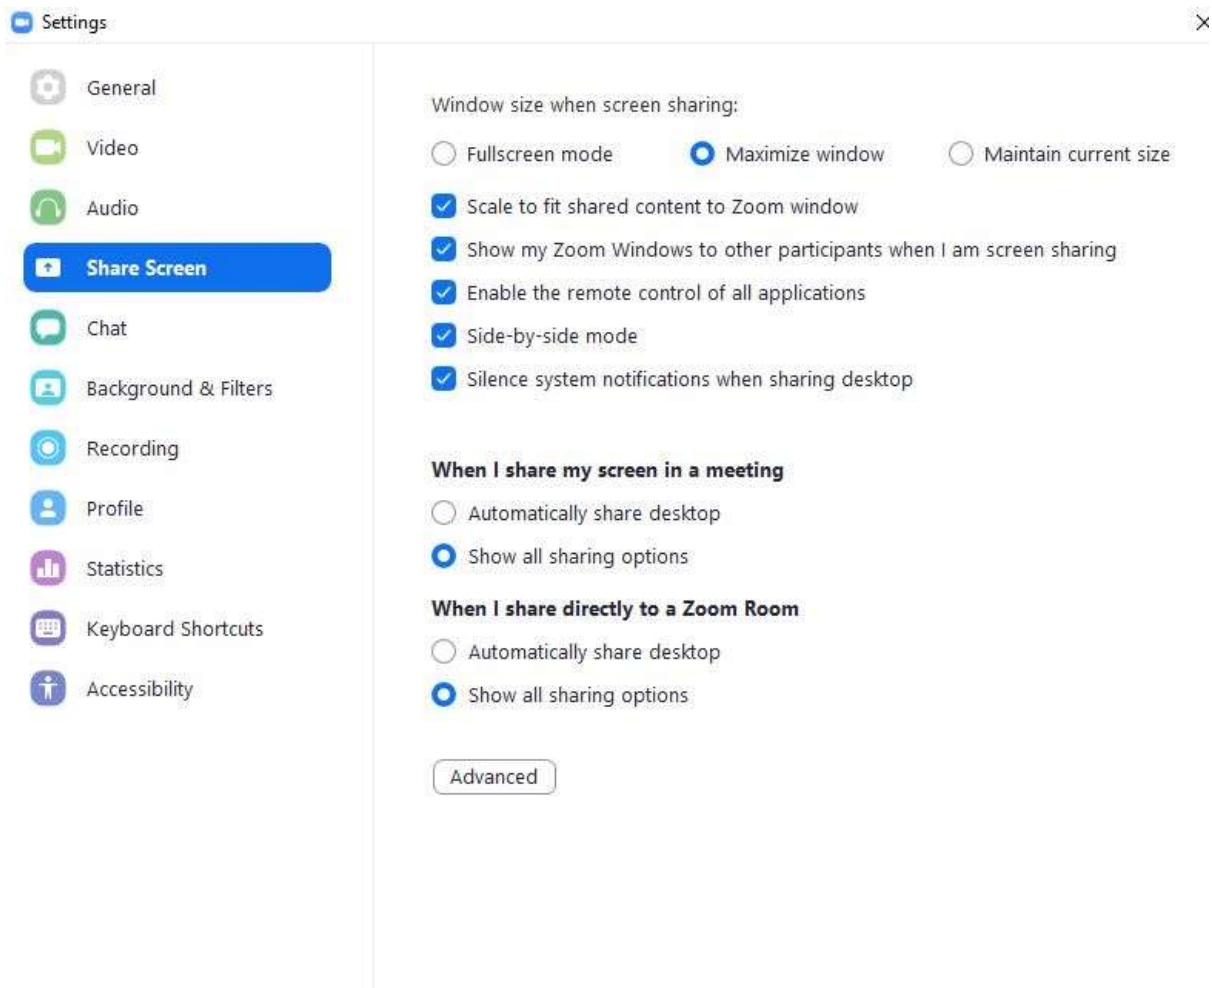 Settings
General
Video
Audio
Share Screen
Chat
Background & Filters
Recording
Profile
Statistics
Keyboard Shortcuts
Accessibility
Window size when screen sharing:
Fullscreen mode Maximize window Maintain current size
Scale to fit shared content to Zoom window
Show my Zoom Windows to other participants when I am screen sharing
Enable the remote control of all applications
Side-by-side mode
Silence system notifications when sharing desktop
When I share my screen in a meeting
Automatically share desktop
Show all sharing options
When I share directly to a Zoom Room
Automatically share desktop
Show all sharing options
Advanced